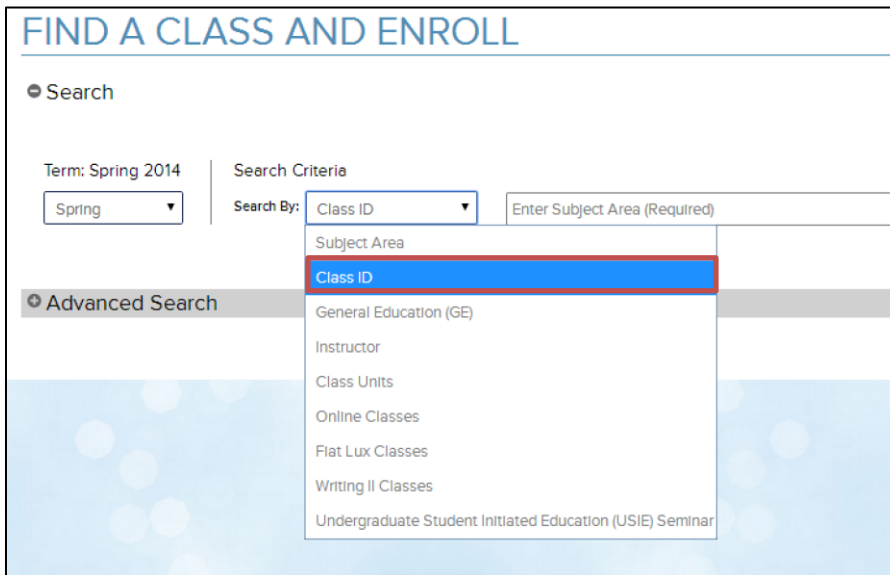 FIND A CLASS AND ENROLL
Search
Term: Spring 2014
Search Criteria
Spring
Search By:
Class ID
Enter Subject Area (Required)
Subject Area
Class ID
Advanced Search
General Education (GE)
Instructor
Class Units
Online Classes
Fiat Lux Classes
Writing II Classes
Undergraduate Student Initiated Education (USIE) Seminar